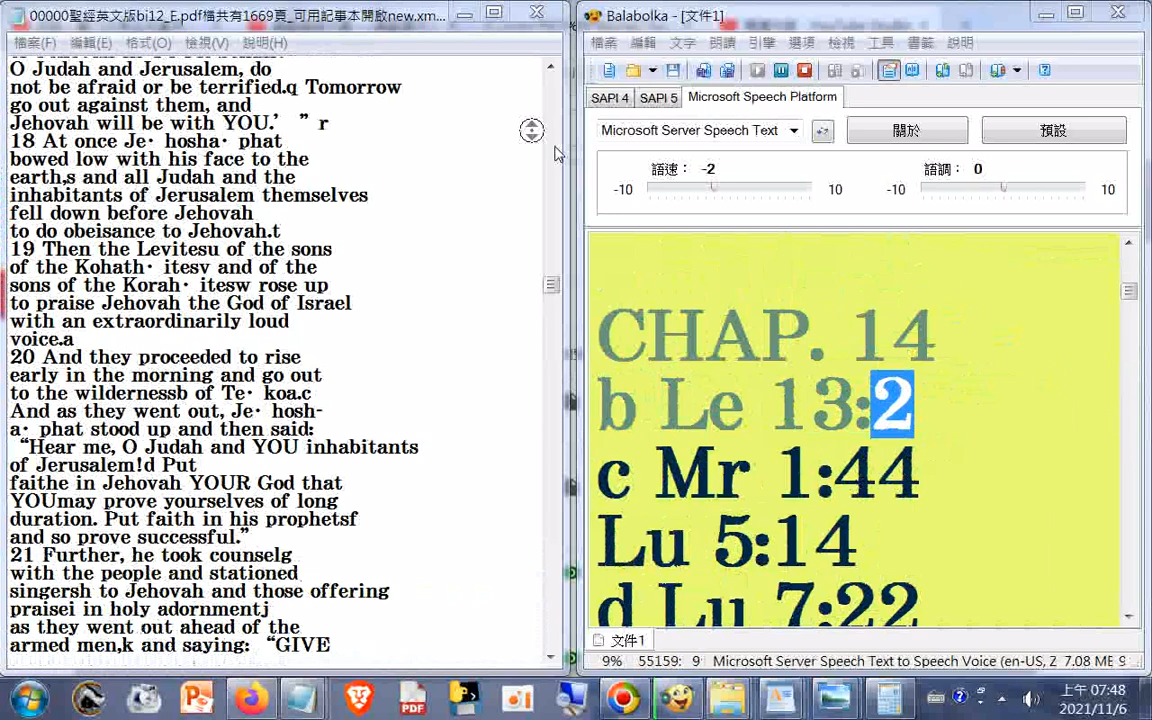 00000聖經英文版bi12_E.pdf檔共有1669頁_可用記事本開啟new.xm...
檔案(F) 編輯(E) 格式(O) 檢視(V) 說明(H)
O Judah and Jerusalem, do
not be afraid or be terrified.q Tomorrow
go out against them, and
Jehovah will be with YOU.’ ” r
18 At once Je· hosha· phat
bowed low with his face to the
earth,s and all Judah and the
inhabitants of Jerusalem themselves
fell down before Jehovah
to do obeisance to Jehovah.t
19 Then the Levitesu of the sons
of the Kohath· itesv and of the
sons of the Korah· itesw rose up
to praise Jehovah the God of Israel
with an extraordinarily loud
voice.a
20 And they proceeded to rise
early in the morning and go out
to the wildernessb of Te· koa.c
And as they went out, Je· hosh-
a· phat stood up and then said:
“Hear me, O Judah and YOU inhabitants
of Jerusalem!d Put
faithe in Jehovah YOUR God that
YOUmay prove yourselves of long
duration. Put faith in his prophetsf
and so prove successful.”
21 Further, he took counselg
with the people and stationed
singersh to Jehovah and those offering
praisei in holy adornmentj
as they went out ahead of the
armed men,k and saying: “GIVE
Balabolka - [文件1]
檔案 編輯 文字 朗讀 引擎 選項 檢視 工具 書籤 說明
SAPI 4 SAPI 5 Microsoft Speech Platform
Microsoft Server Speech Text 關於 預設
語速： -2 語調： 0
-10 10 -10 10
CHAP. 14
b Le 13:2
c Mr 1:44
Lu 5:14
d Lu 7:22
文件1
9% 55159: 9 Microsoft Server Speech Text to Speech Voice (en-US, Z 7.08 MB 9
上午 07:48
2021/11/6